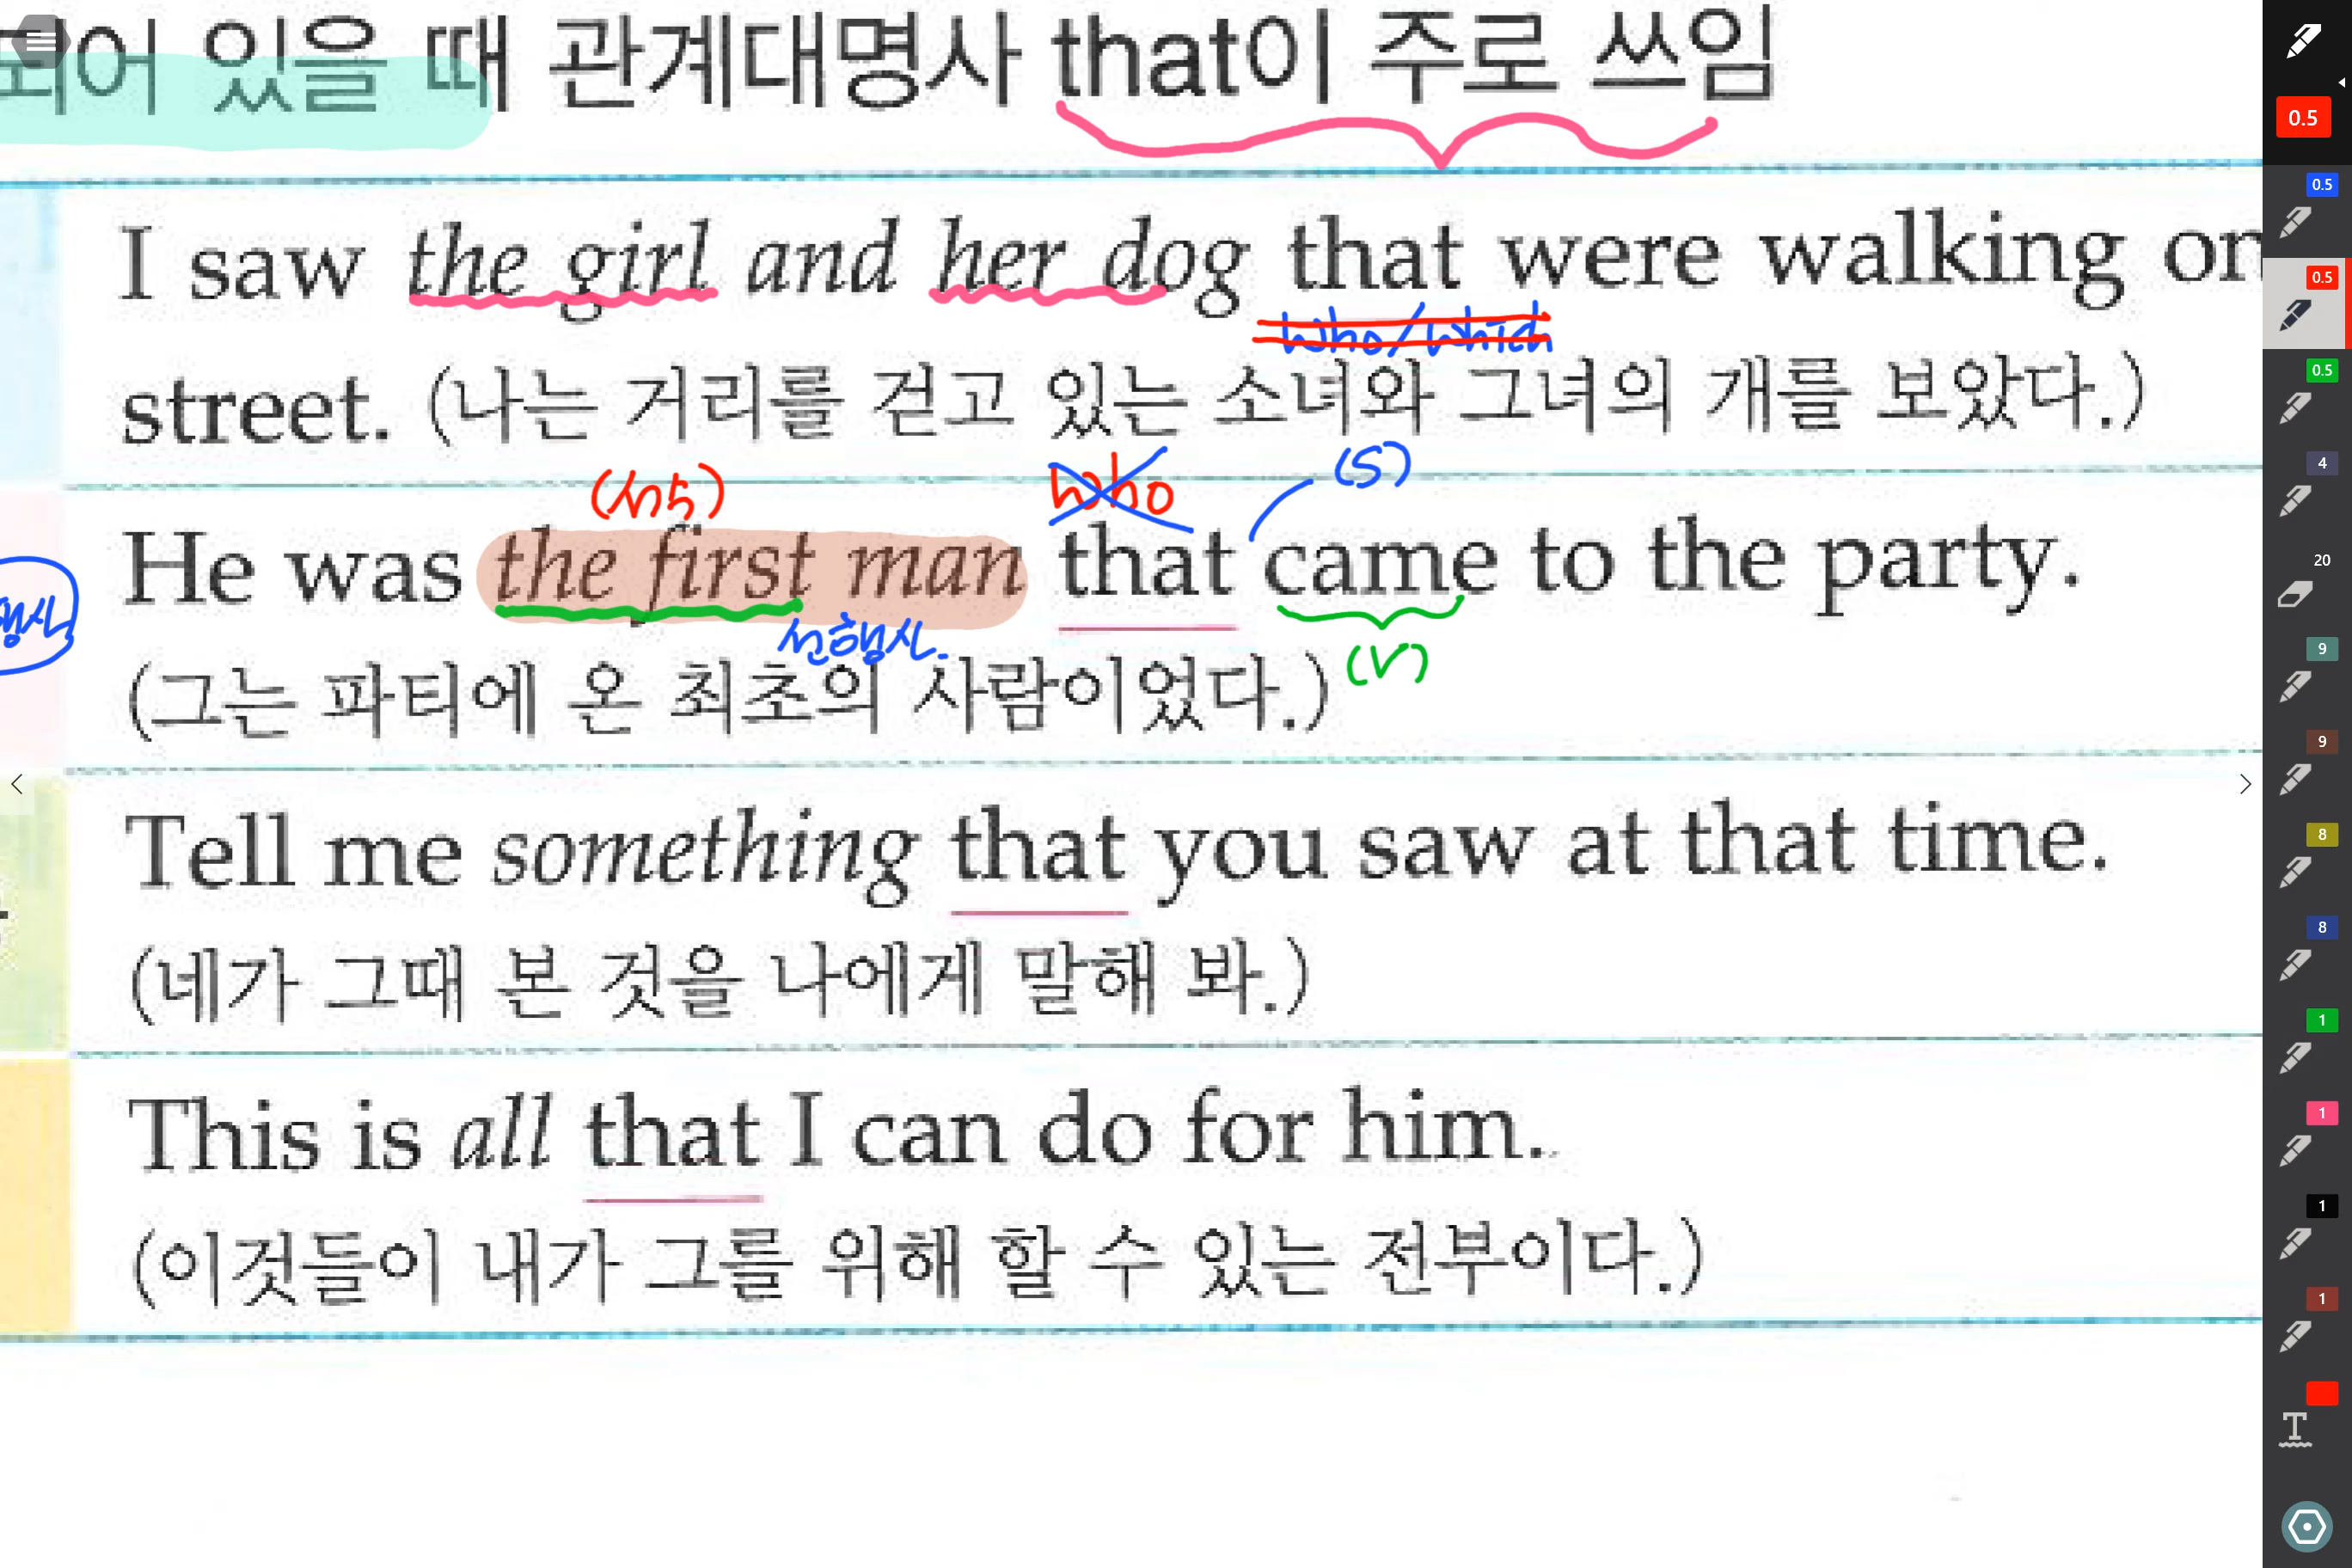 되어 있을 때 관계대명사 that이 주로 쓰임
I saw the girl and her dog that were walking on
who/which
street. (나는 거리를 걷고 있는 소녀와 그녀의 개를 보았다.)
(서수) who (S)
He was the first man that came to the party.
행사
선행사.
(V)
(그는 파티에 온 최초의 사람이었다.)
Tell me something that you saw at that time.
(네가 그때 본 것을 나에게 말해 봐.)
This is all that I can do for him.
(이것들이 내가 그를 위해 할 수 있는 전부이다.)
0.5
0.5
0.5
0.5
4
20
9
9
8
8
1
1
1
1
T